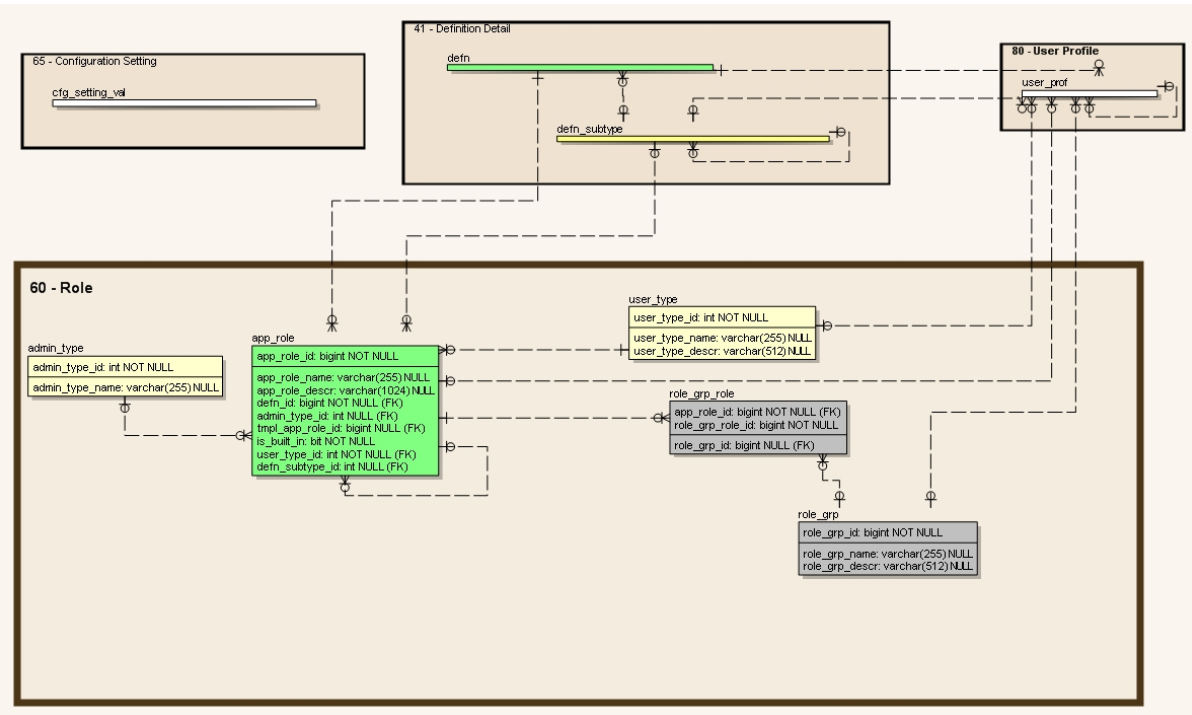 41 - Definition Detail
defn
defn_subtype
65 - Configuration Setting
cfg_setting_val
80 - User Profile
user_prof
60 - Role
admin_type
admin_type_id: int NOT NULL
admin_type_name: varchar(255) NULL
app_role
app_role_id: bigint NOT NULL
app_role_name: varchar(255) NULL
app_role_descr: varchar(1024) NULL
defn_id: bigint NOT NULL (FK)
admin_type_id: int NULL (FK)
tmpl_app_role_id: bigint NULL (FK)
is_built_in: bit NOT NULL
user_type_id: int NOT NULL (FK)
defn_subtype_id: int NULL (FK)
user_type
user_type_id: int NOT NULL
user_type_name: varchar(255) NULL
user_type_descr: varchar(512) NULL
role_grp_role
app_role_id: bigint NOT NULL (FK)
role_grp_role_id: bigint NOT NULL
role_grp_id: bigint NULL (FK)
role_grp
role_grp_id: bigint NOT NULL
role_grp_name: varchar(255) NULL
role_grp_descr: varchar(512) NULL